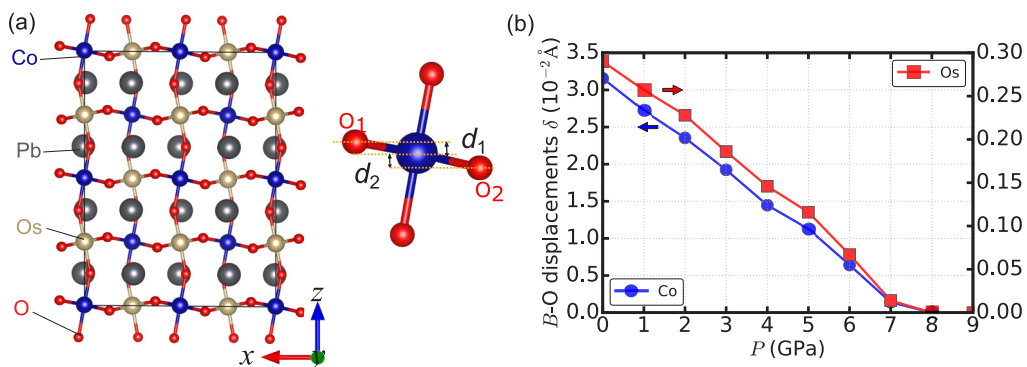 (a)
Co
Pb
Os
O
z
x
y
O1
d1
d2
O2
(b)
B-O displacements δ (10⁻²Å)
3.5
3.0
2.5
2.0
1.5
1.0
0.5
0.0
Os
Co
0.30
0.25
0.20
0.15
0.10
0.05
0.00
0 1 2 3 4 5 6 7 8 9
P (GPa)